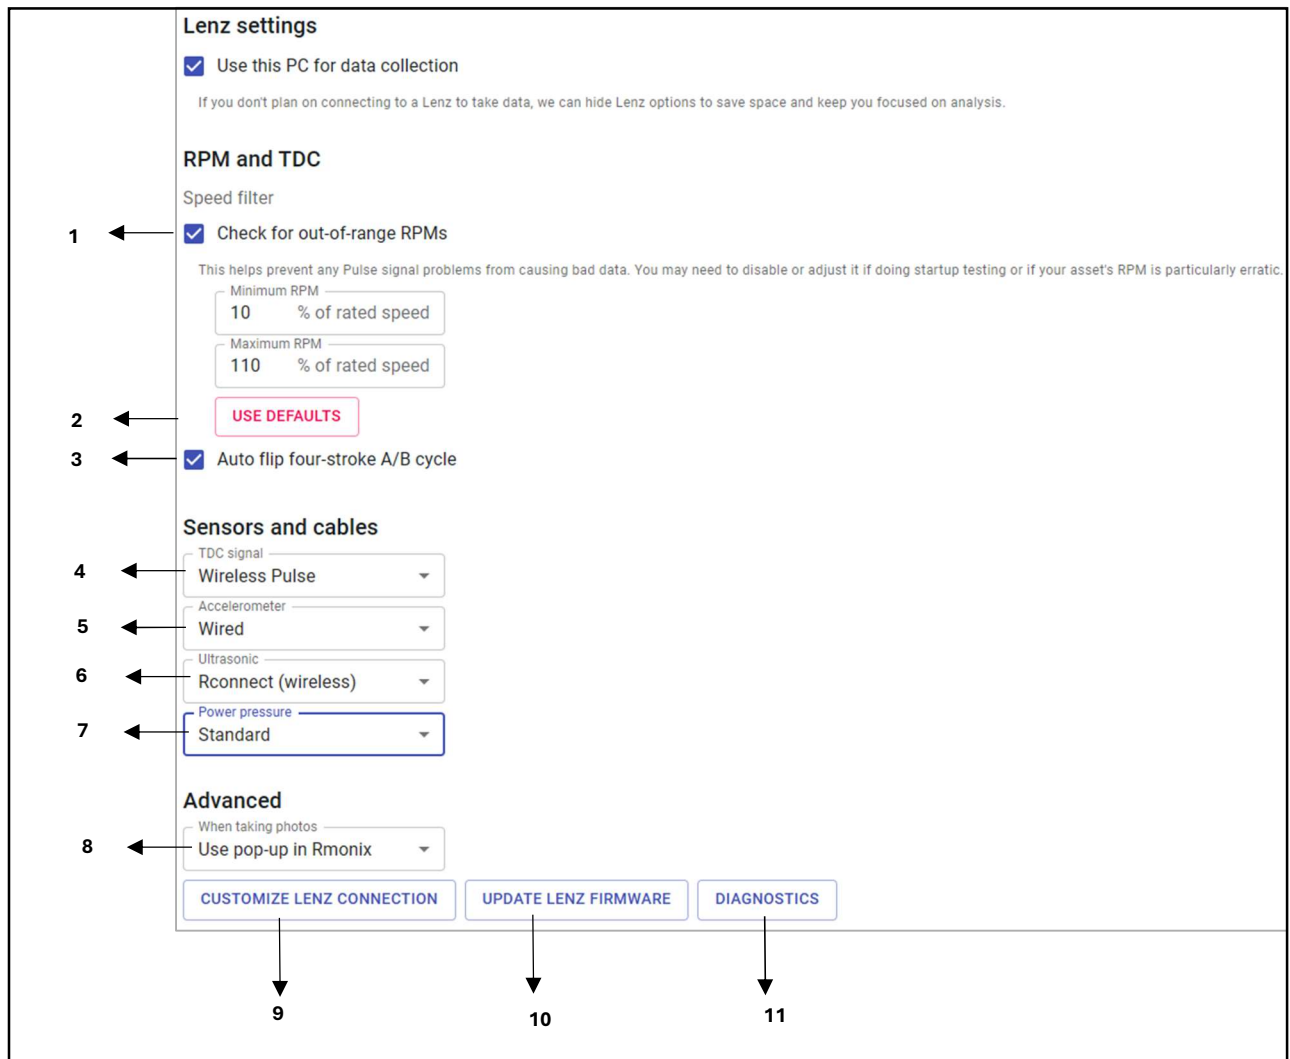 Lenz settings
Use this PC for data collection
If you don't plan on connecting to a Lenz to take data, we can hide Lenz options to save space and keep you focused on analysis.
RPM and TDC
Speed filter
1
Check for out-of-range RPMs
This helps prevent any Pulse signal problems from causing bad data. You may need to disable or adjust it if doing startup testing or if your asset's RPM is particularly erratic.
Minimum RPM
10 % of rated speed
Maximum RPM
110 % of rated speed
2
USE DEFAULTS
3
Auto flip four-stroke A/B cycle
Sensors and cables
TDC signal
4
Wireless Pulse
Accelerometer
5
Wired
Ultrasonic
6
Rconnect (wireless)
Power pressure
7
Standard
Advanced
When taking photos
8
Use pop-up in Rmonix
CUSTOMIZE LENZ CONNECTION
UPDATE LENZ FIRMWARE
DIAGNOSTICS
9
10
11